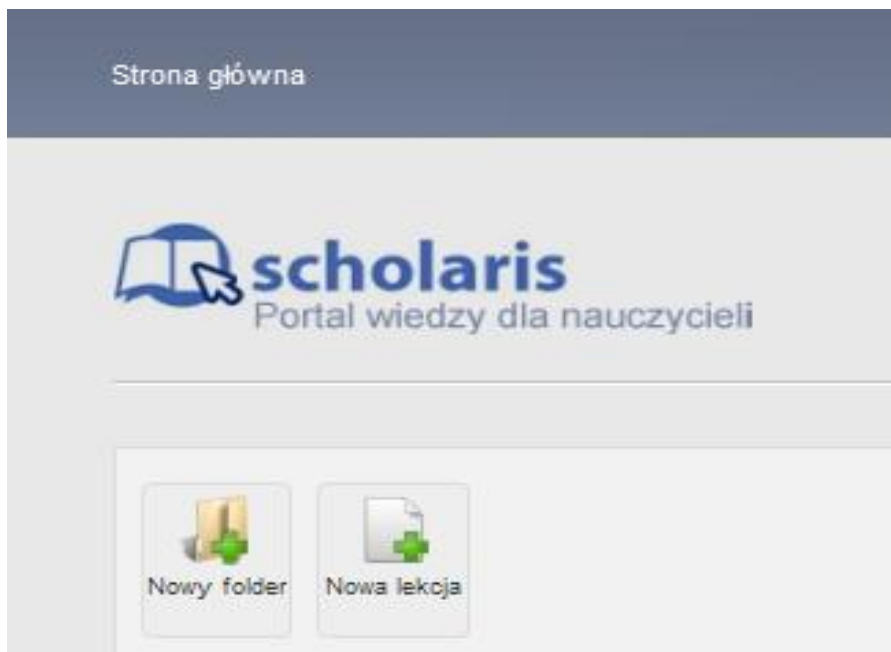 Strona główna
scholaris
Portal wiedzy dla nauczycieli
Nowy folder
Nowa lekcja